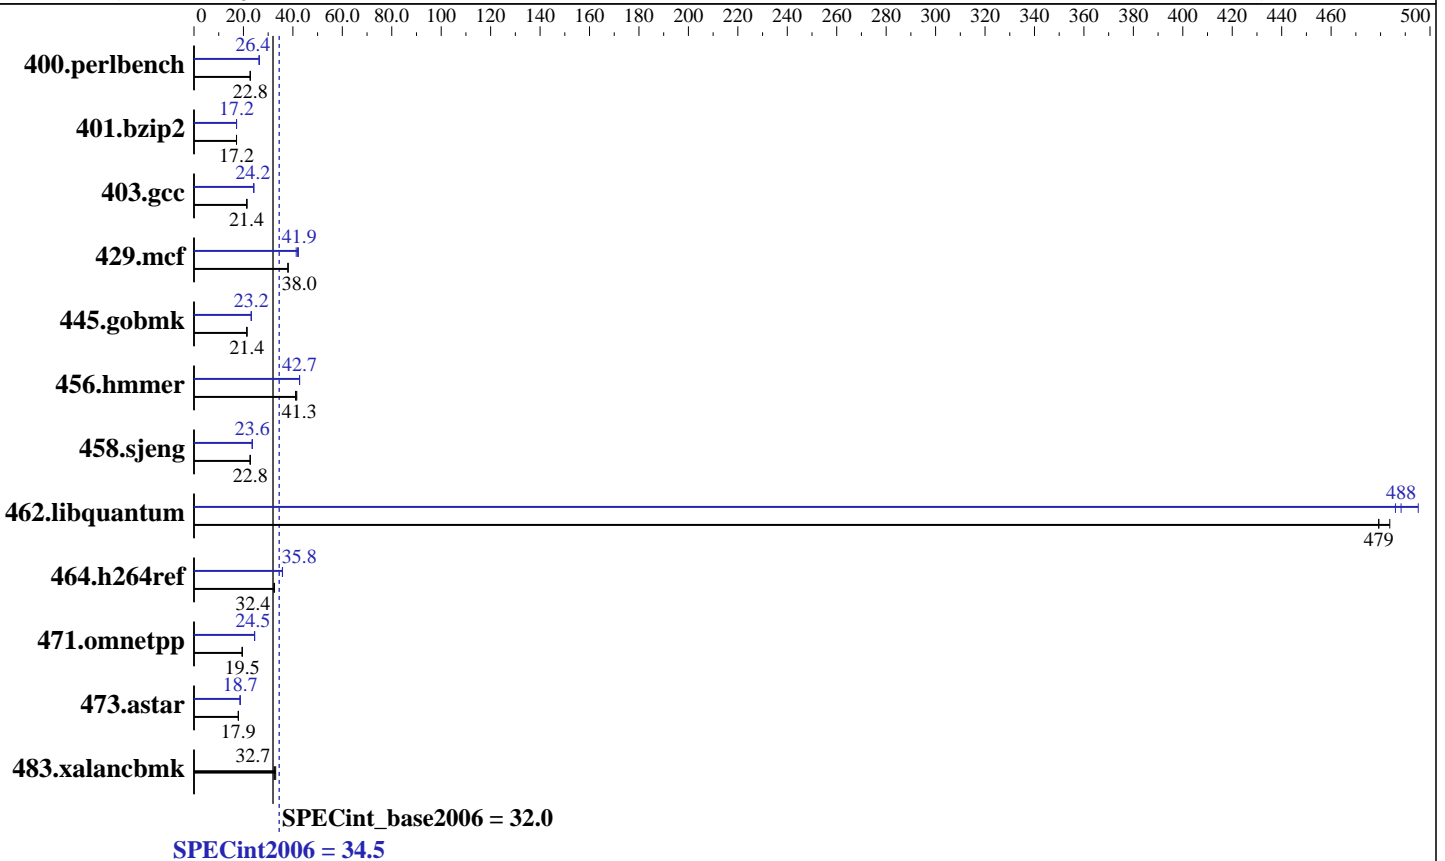 0 20.0 40.0 60.0 80.0 100 120 140 160 180 200 220 240 260 280 300 320 340 360 380 400 420 440 460 500
26.4
400.perlbench
22.8
17.2
401.bzip2
17.2
24.2
403.gcc
21.4
41.9
429.mcf
38.0
23.2
445.gobmk
21.4
42.7
456.hmmer
41.3
23.6
458.sjeng
22.8
488
462.libquantum
479
35.8
464.h264ref
32.4
24.5
471.omnetpp
19.5
18.7
473.astar
17.9
32.7
483.xalancbmk
SPECint_base2006 = 32.0
SPECint2006 = 34.5